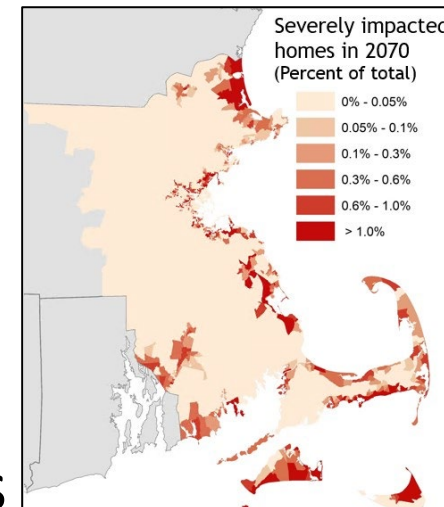 Severely impacted
homes in 2070
(Percent of total)
0% - 0.05%
0.05% - 0.1%
0.1% - 0.3%
0.3% - 0.6%
0.6% - 1.0%
> 1.0%
s